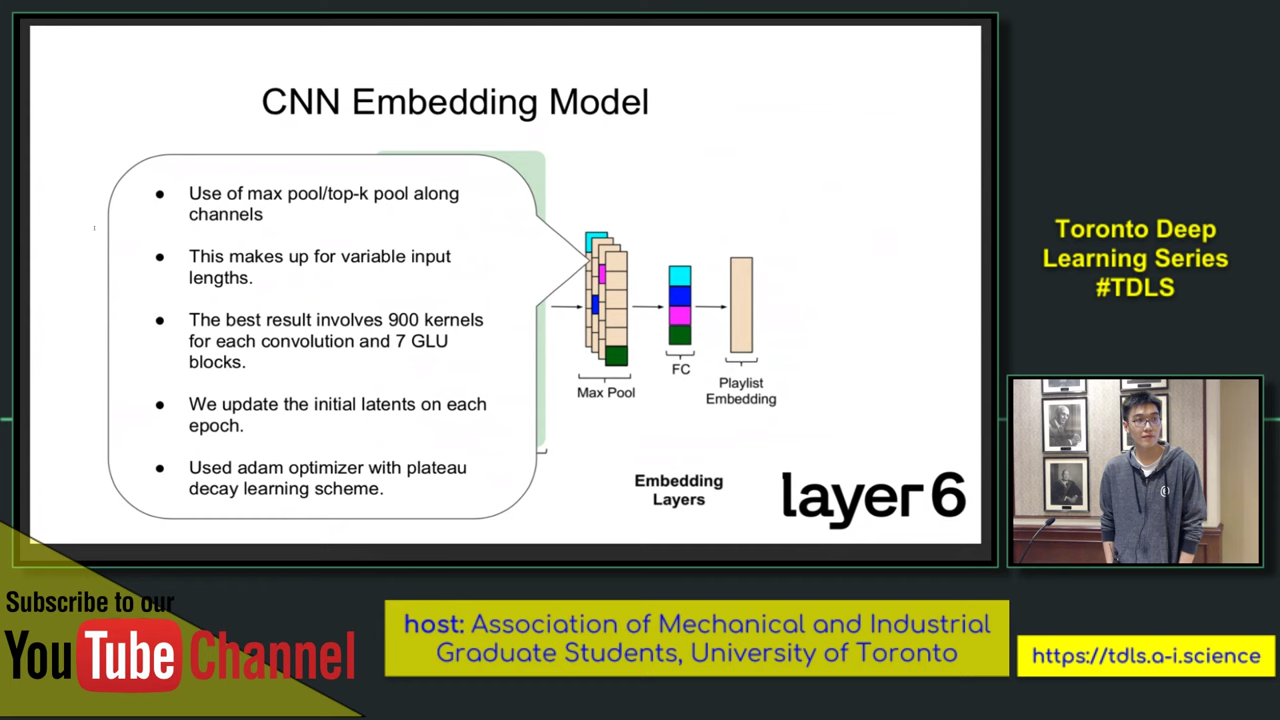 CNN Embedding Model
● Use of max pool/top-k pool along
channels
● This makes up for variable input
lengths.
● The best result involves 900 kernels
for each convolution and 7 GLU
blocks.
● We update the initial latents on each
epoch.
● Used adam optimizer with plateau
decay learning scheme.
Max Pool
FC
Playlist
Embedding
Embedding
Layers
layer 6
Toronto Deep
Learning Series
#TDLS
Subscribe to our
YouTube Channel
host: Association of Mechanical and Industrial
Graduate Students, University of Toronto
https://tdls.a-i.science